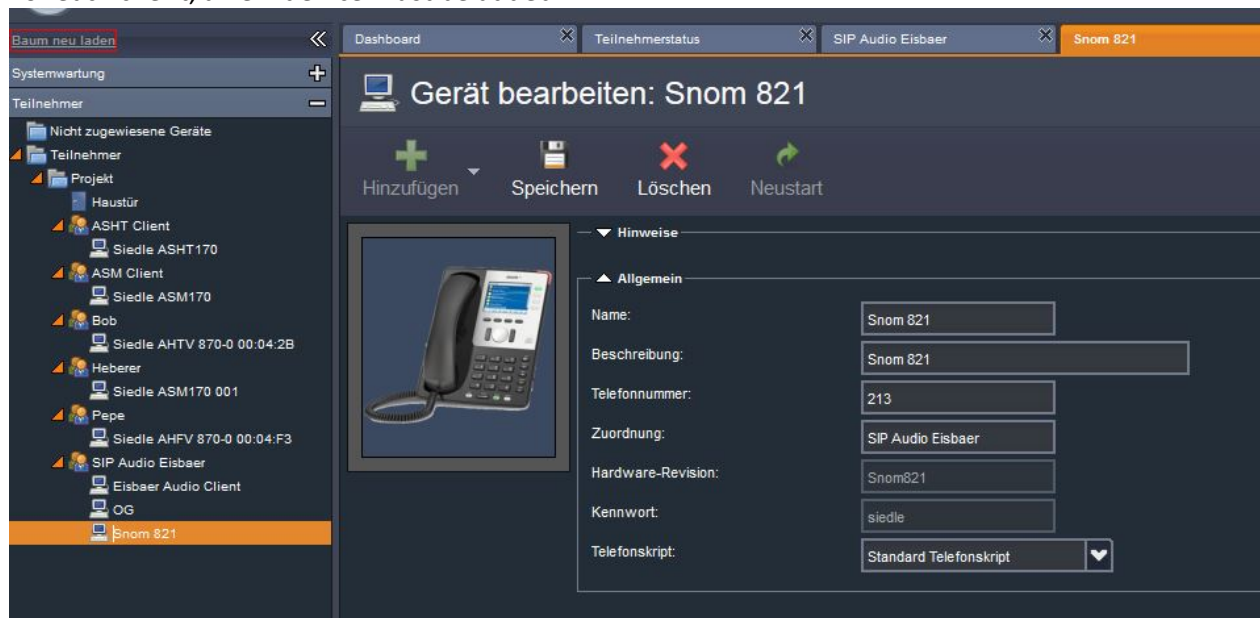 Baum neu laden
Dashboard
Teilnehmerstatus
SIP Audio Eisbaer
Snom 821
Systemwartung
Teilnehmer
Nicht zugewiesene Geräte
Teilnehmer
Projekt
Haustür
ASHT Client
Siedle ASHT170
ASM Client
Siedle ASM170
Bob
Siedle AHTV 870-0 00:04:2B
Heberer
Siedle ASM170 001
Pepe
Siedle AHFV 870-0 00:04:F3
SIP Audio Eisbaer
Eisbaer Audio Client
OG
Snom 821
Gerät bearbeiten: Snom 821
Hinzufügen
Speichern
Löschen
Neustart
Hinweise
Allgemein
Name: Snom 821
Beschreibung: Snom 821
Telefonnummer: 213
Zuordnung: SIP Audio Eisbaer
Hardware-Revision: Snom821
Kennwort: siedle
Telefonskript: Standard Telefonskript